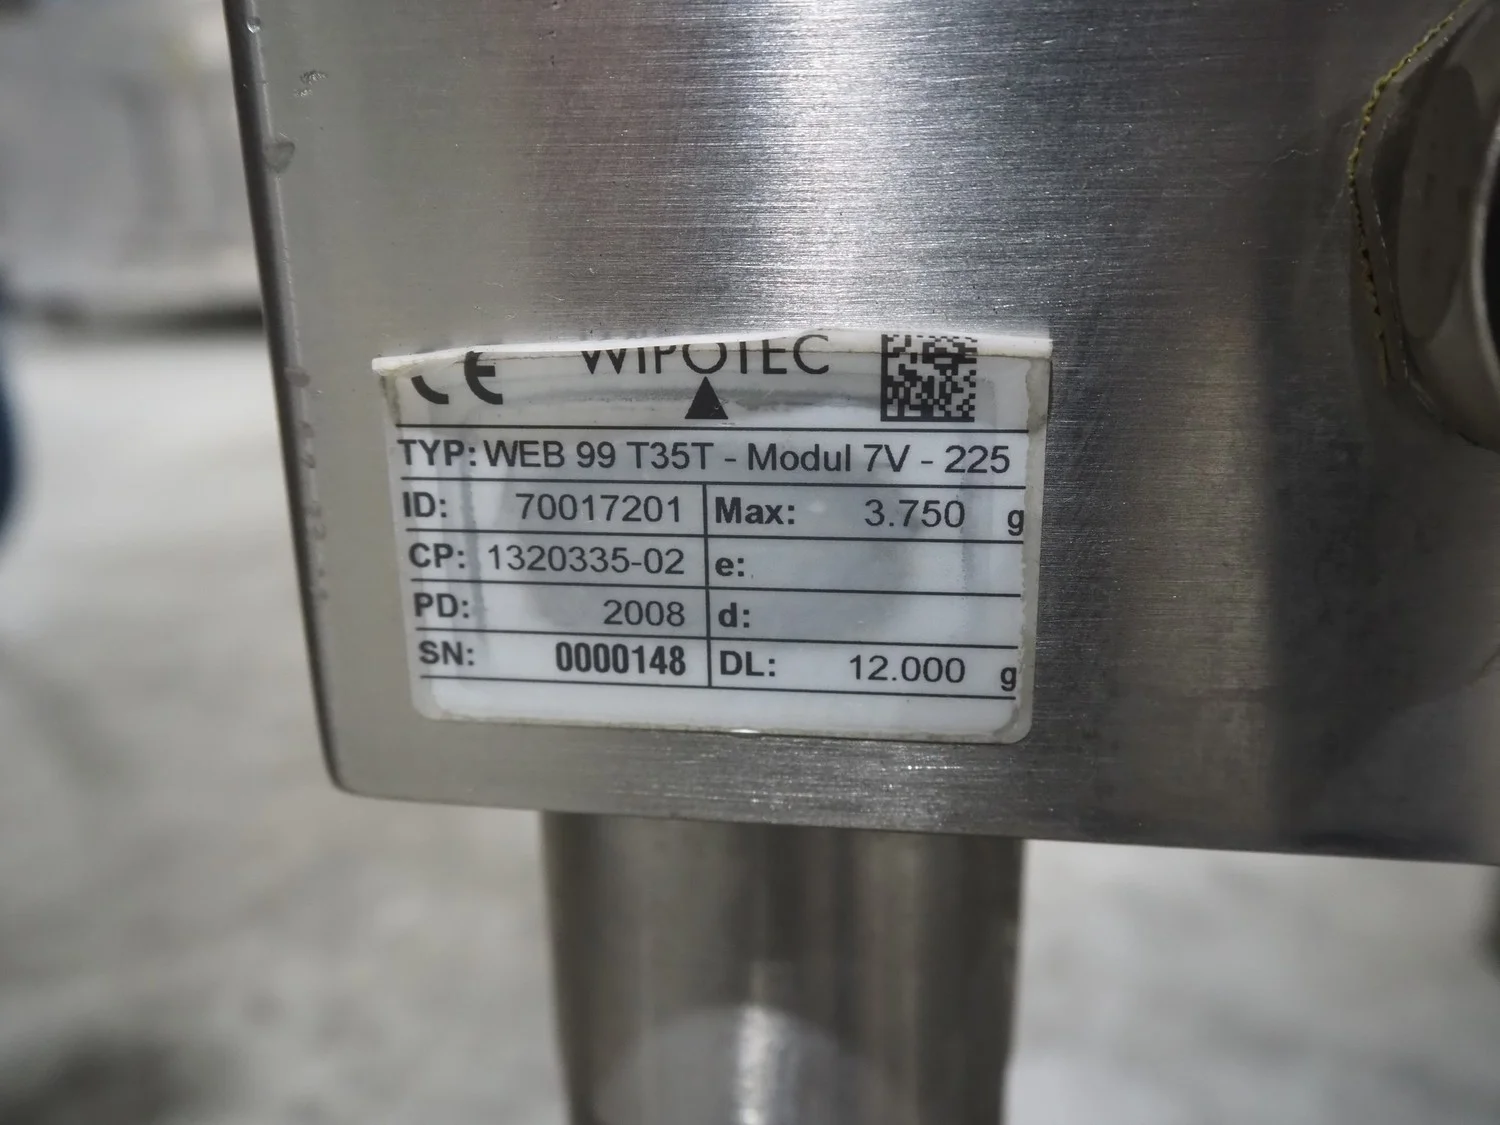 CE WIPOTEC
TYP: WEB 99 T35T - Modul 7V - 225
ID: 70017201 Max: 3.750 g
CP: 1320335-02 e:
PD: 2008 d:
SN: 0000148 DL: 12.000 g